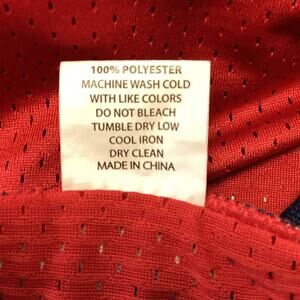 100% POLYESTER
MACHINE WASH COLD
WITH LIKE COLORS
DO NOT BLEACH
TUMBLE DRY LOW
COOL IRON
DRY CLEAN
MADE IN CHINA